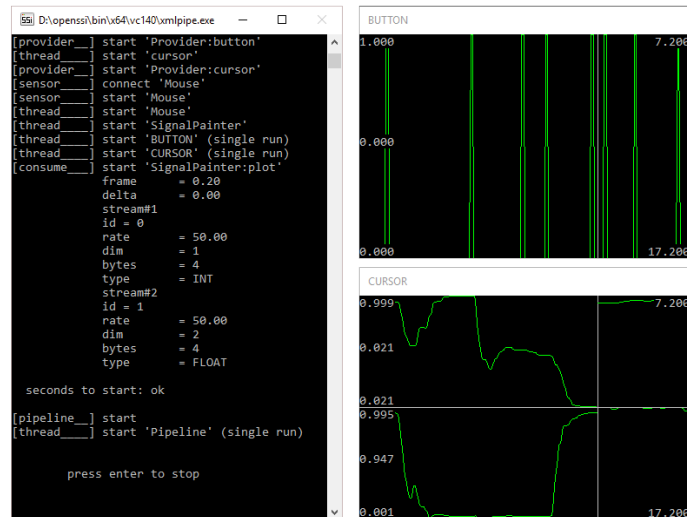 SSi D:\openssi\bin\x64\vc140\xmlpipe.exe
[provider__] start 'Provider:button'
[thread____] start 'cursor'
[provider__] start 'Provider:cursor'
[sensor____] connect 'Mouse'
[sensor____] start 'Mouse'
[thread____] start 'Mouse'
[thread____] start 'SignalPainter'
[thread____] start 'BUTTON' (single run)
[thread____] start 'CURSOR' (single run)
[consume___] start 'SignalPainter:plot'
frame = 0.20
delta = 0.00
stream#1
id = 0
rate = 50.00
dim = 1
bytes = 4
type = INT
stream#2
id = 1
rate = 50.00
dim = 2
bytes = 4
type = FLOAT
seconds to start: ok
[pipeline__] start
[thread____] start 'Pipeline' (single run)
press enter to stop
BUTTON
1.000 7.200
0.000
0.000 17.200
CURSOR
0.999 7.200
0.021
0.995
0.947
0.001 17.200